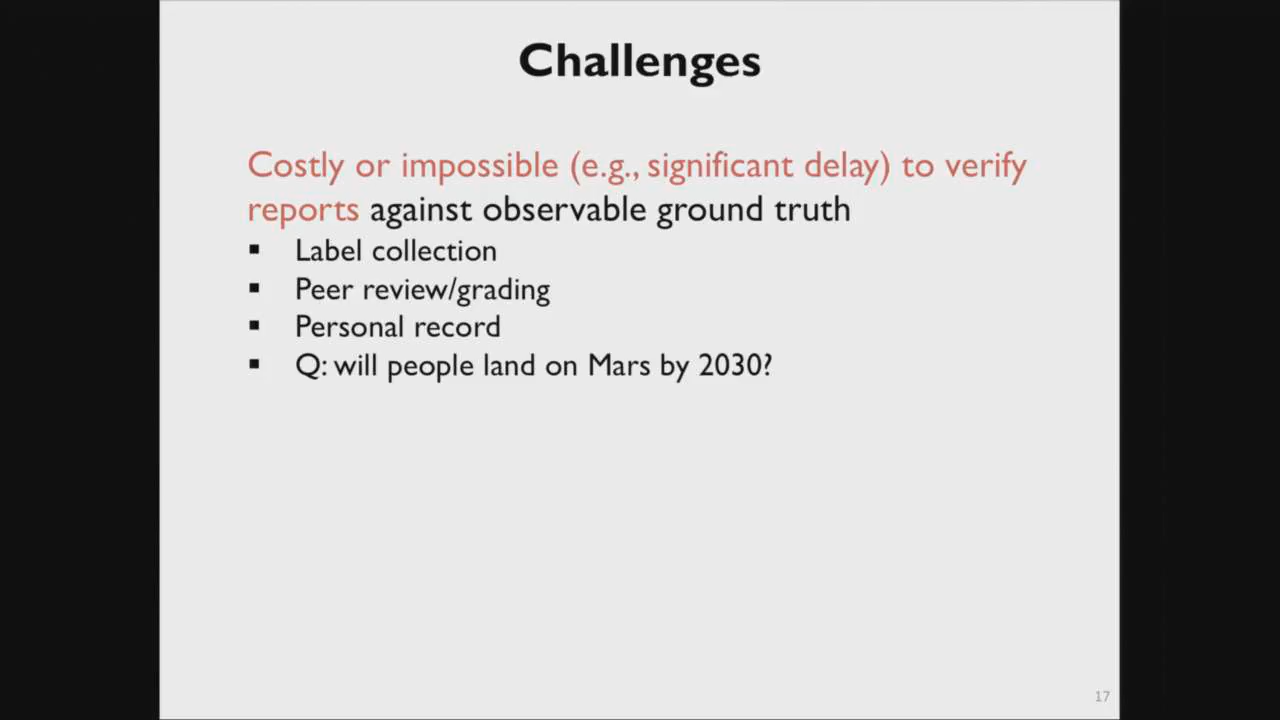 Challenges
Costly or impossible (e.g., significant delay) to verify
reports against observable ground truth
▪ Label collection
▪ Peer review/grading
▪ Personal record
▪ Q: will people land on Mars by 2030?
17